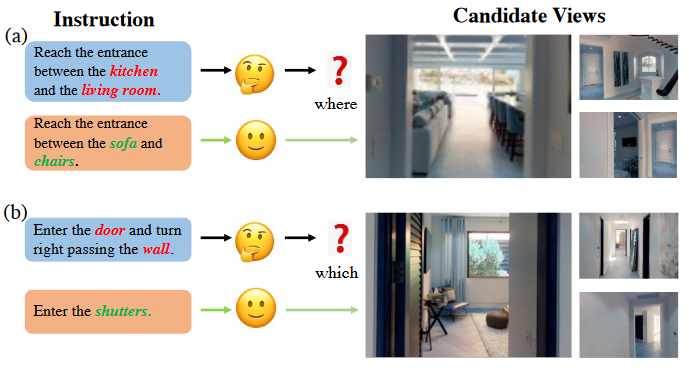 Instruction
Candidate Views
(a)
Reach the entrance
between the kitchen
and the living room.
?
where
Reach the entrance
between the sofa and
chairs.
(b)
Enter the door and turn
right passing the wall.
?
which
Enter the shutters.